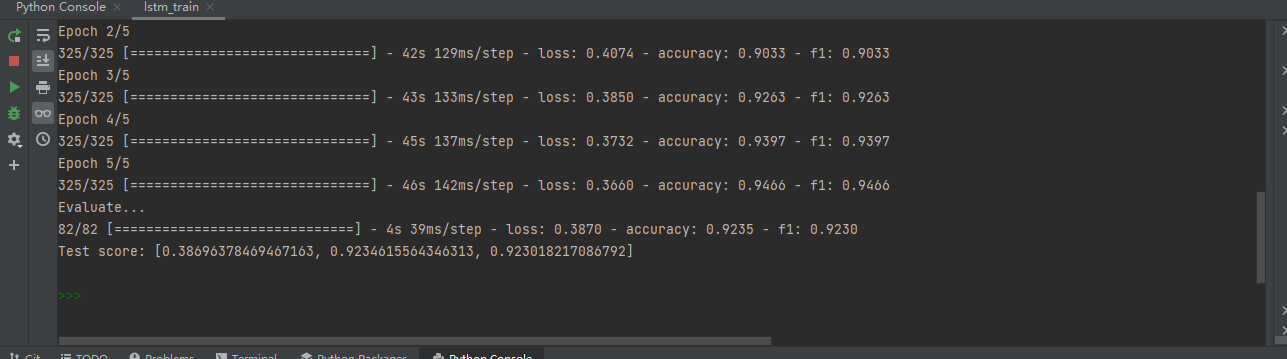 Python Console × lstm_train ×
Epoch 2/5
325/325 [==============================] - 42s 129ms/step - loss: 0.4074 - accuracy: 0.9033 - f1: 0.9033
Epoch 3/5
325/325 [==============================] - 43s 133ms/step - loss: 0.3850 - accuracy: 0.9263 - f1: 0.9263
Epoch 4/5
325/325 [==============================] - 45s 137ms/step - loss: 0.3732 - accuracy: 0.9397 - f1: 0.9397
Epoch 5/5
325/325 [==============================] - 46s 142ms/step - loss: 0.3660 - accuracy: 0.9466 - f1: 0.9466
Evaluate...
82/82 [==============================] - 4s 39ms/step - loss: 0.3870 - accuracy: 0.9235 - f1: 0.9230
Test score: [0.38696378469467163, 0.9234615564346313, 0.923018217086792]
>>>
Git TODO Problems Terminal Python Packages Python Console